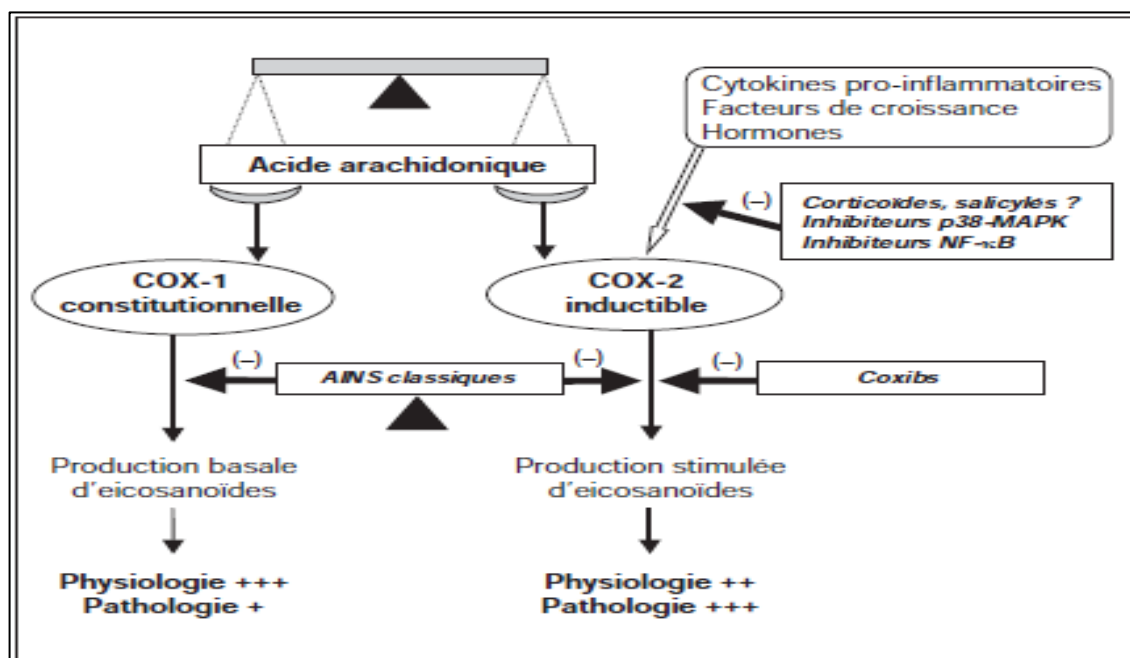 Cytokines pro-inflammatoires
Facteurs de croissance
Hormones
Acide arachidonique
(–)
Corticoïdes, salicylés ?
Inhibiteurs p38-MAPK
Inhibiteurs NF-κB
COX-1
constitutionnelle
COX-2
inductible
(–)
AINS classiques
(–)
(–)
Coxibs
Production basale
d'eicosanoïdes
Production stimulée
d'eicosanoïdes
Physiologie +++
Pathologie +
Physiologie ++
Pathologie +++